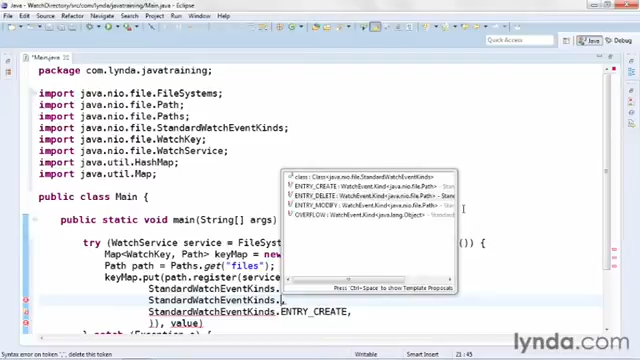 Java - WatchDirectory/src/com/lynda/javatraining/Main.java - Eclipse
File Edit Source Refactor Navigate Search Project Run Window Help
Quick Access
Java
Debug
*Main.java
package com.lynda.javatraining;
import java.nio.file.FileSystems;
import java.nio.file.Path;
import java.nio.file.Paths;
import java.nio.file.StandardWatchEventKinds;
import java.nio.file.WatchKey;
import java.nio.file.WatchService;
import java.util.HashMap;
import java.util.Map;
public class Main {
public static void main(String[] args)
try (WatchService service = FileSystem
()) {
Map<WatchKey, Path> keyMap = new
Path path = Paths.get("files");
keyMap.put(path.register(service
StandardWatchEventKinds.
StandardWatchEventKinds.,
StandardWatchEventKinds.ENTRY_CREATE,
)), value)
} catch (Exception e) {
class : Class<java.nio.file.StandardWatchEventKinds>
ENTRY_CREATE : WatchEvent.Kind<java.nio.file.Path> - Stan
ENTRY_DELETE : WatchEvent.Kind<java.nio.file.Path> - Stan
ENTRY_MODIFY : WatchEvent.Kind<java.nio.file.Path> - Sta
OVERFLOW : WatchEvent.Kind<java.lang.Object> - Standard
Press 'Ctrl+Space' to show Template Proposals
Syntax error on token ",", delete this token
Writable
Smart Insert
21 : 45
lynda.com